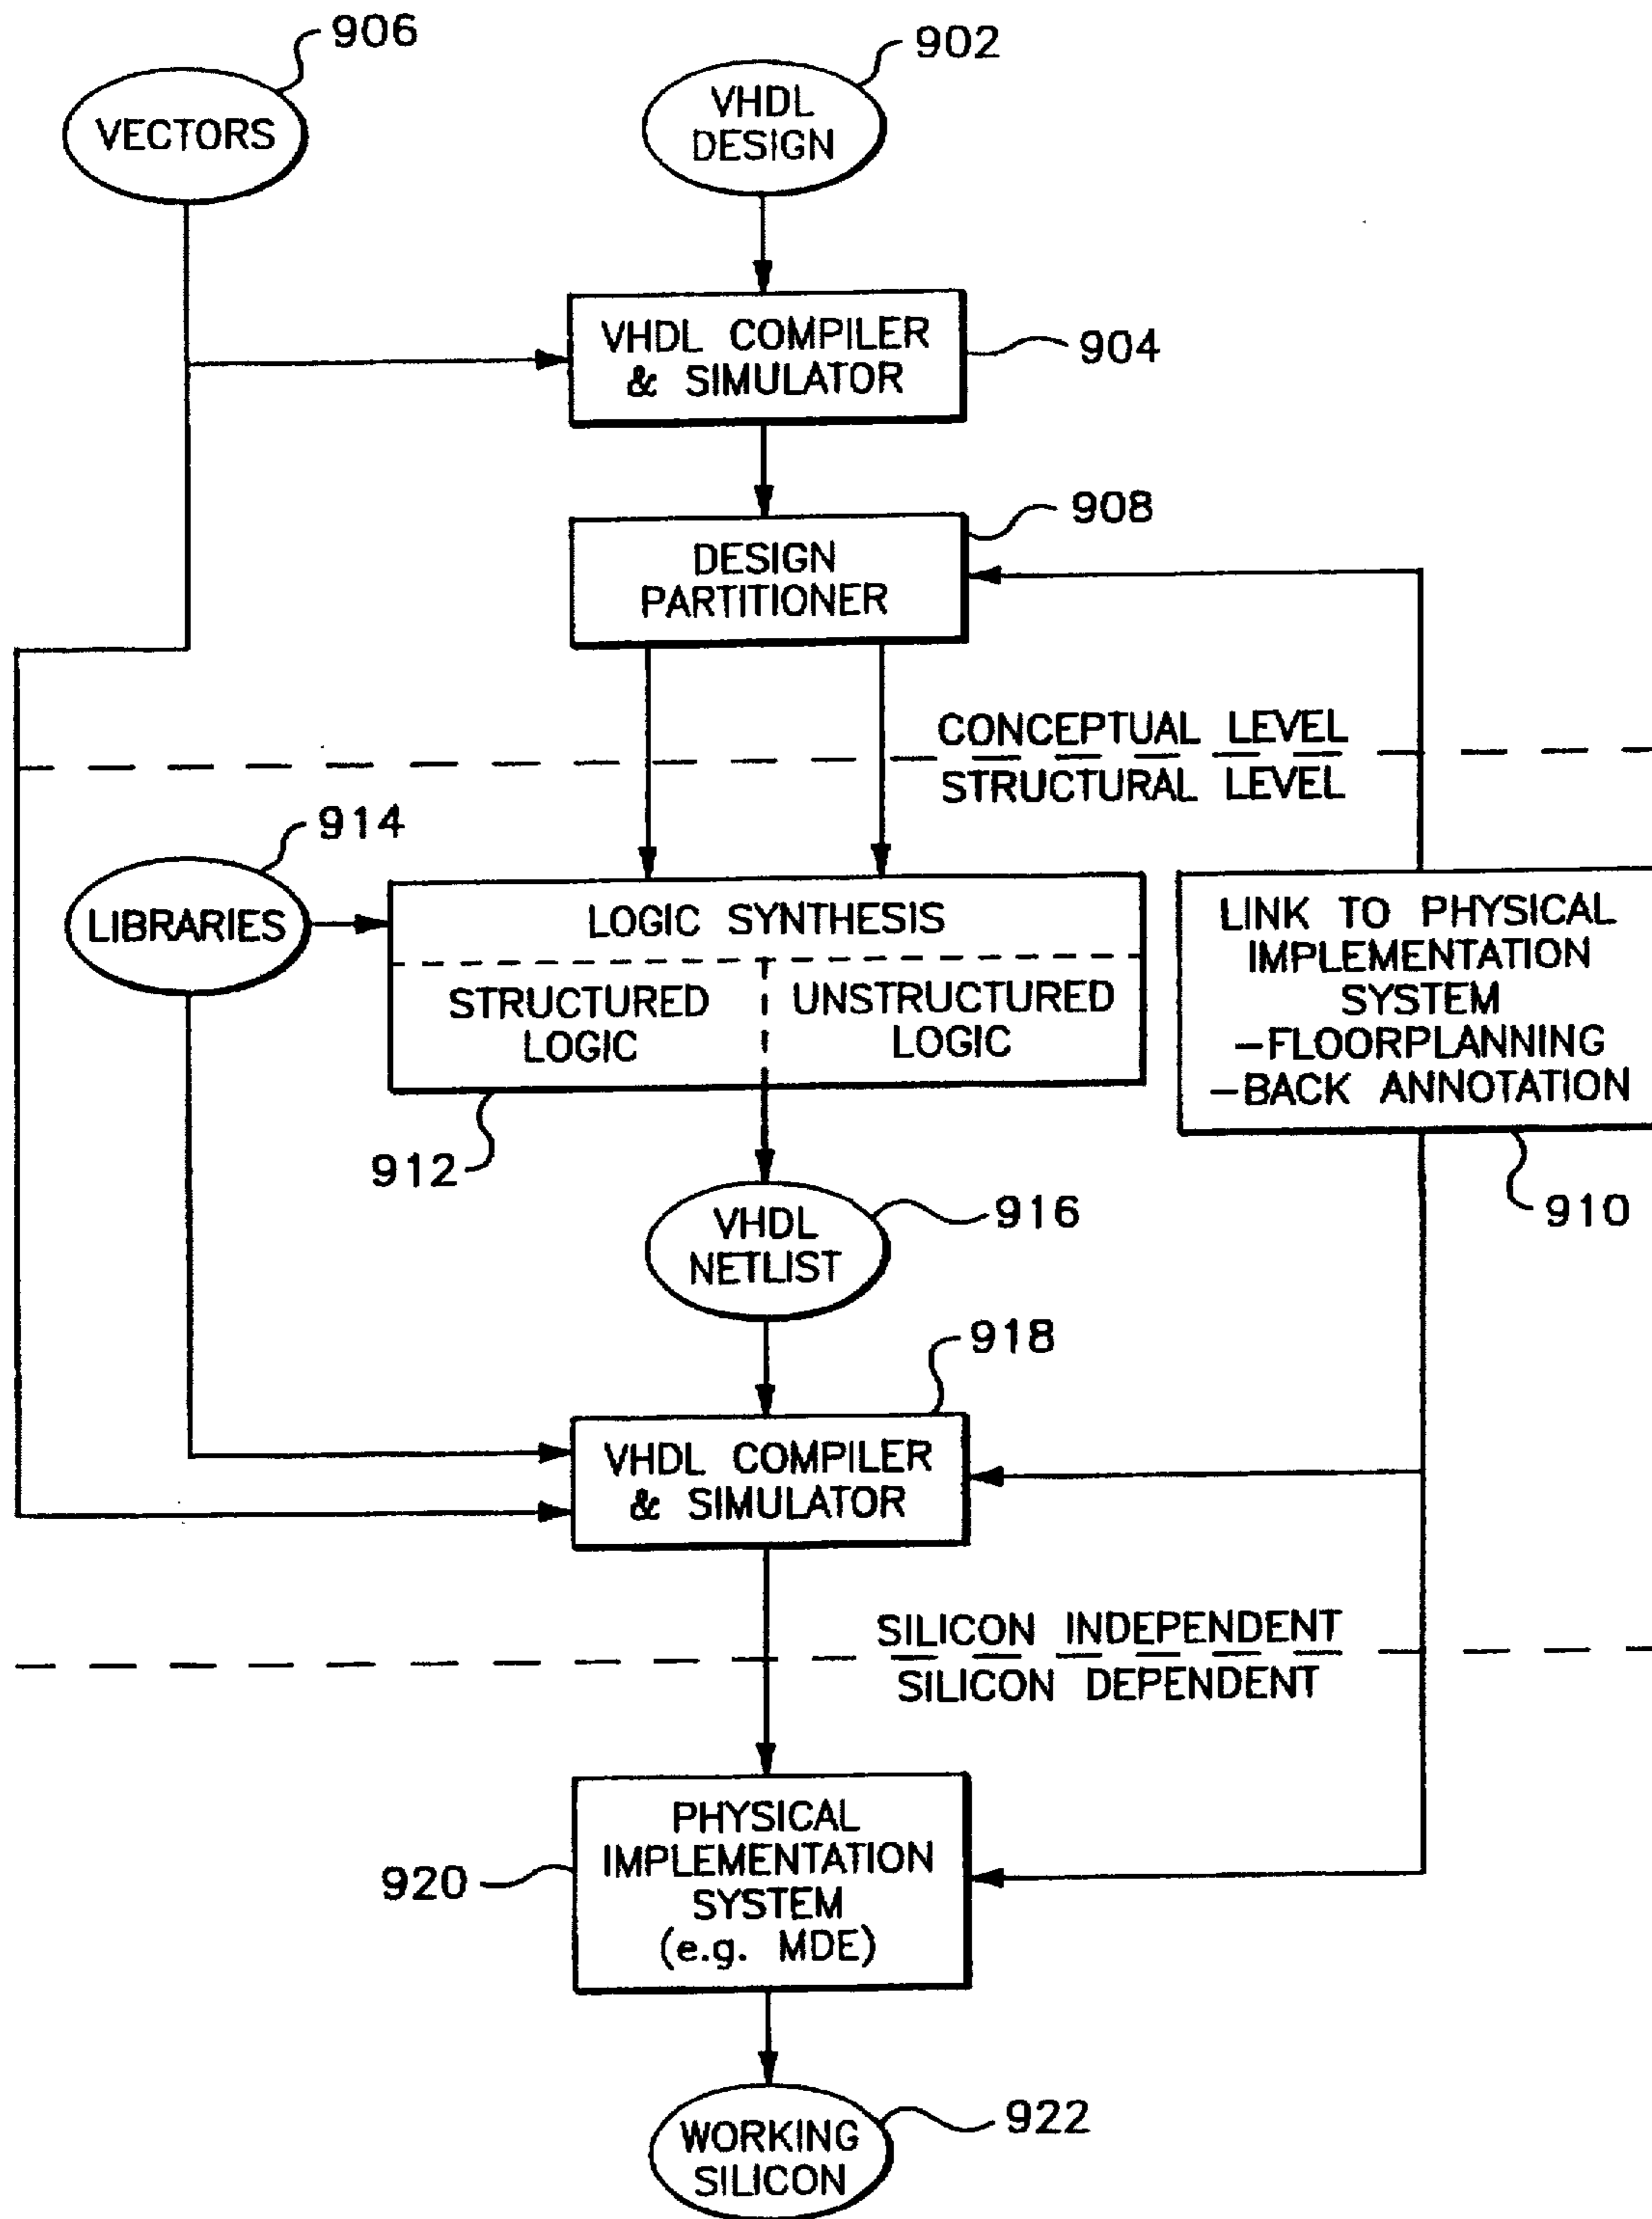 906
902
VECTORS
VHDL
DESIGN
VHDL COMPILER
& SIMULATOR
904
908
DESIGN
PARTITIONER
CONCEPTUAL LEVEL
STRUCTURAL LEVEL
914
LIBRARIES
LOGIC SYNTHESIS
STRUCTURED
LOGIC
UNSTRUCTURED
LOGIC
LINK TO PHYSICAL
IMPLEMENTATION
SYSTEM
-FLOORPLANNING
-BACK ANNOTATION
912
910
VHDL
NETLIST
916
918
VHDL COMPILER
& SIMULATOR
SILICON INDEPENDENT
SILICON DEPENDENT
PHYSICAL
IMPLEMENTATION
SYSTEM
(e.g. MDE)
920
WORKING
SILICON
922